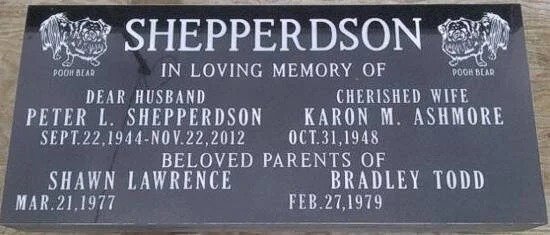 SHEPPERDSON
POOH BEAR POOH BEAR
IN LOVING MEMORY OF
DEAR HUSBAND CHERISHED WIFE
PETER L. SHEPPERDSON KARON M. ASHMORE
SEPT.22,1944-NOV.22,2012 OCT.31,1948
BELOVED PARENTS OF
SHAWN LAWRENCE BRADLEY TODD
MAR.21,1977 FEB.27,1979